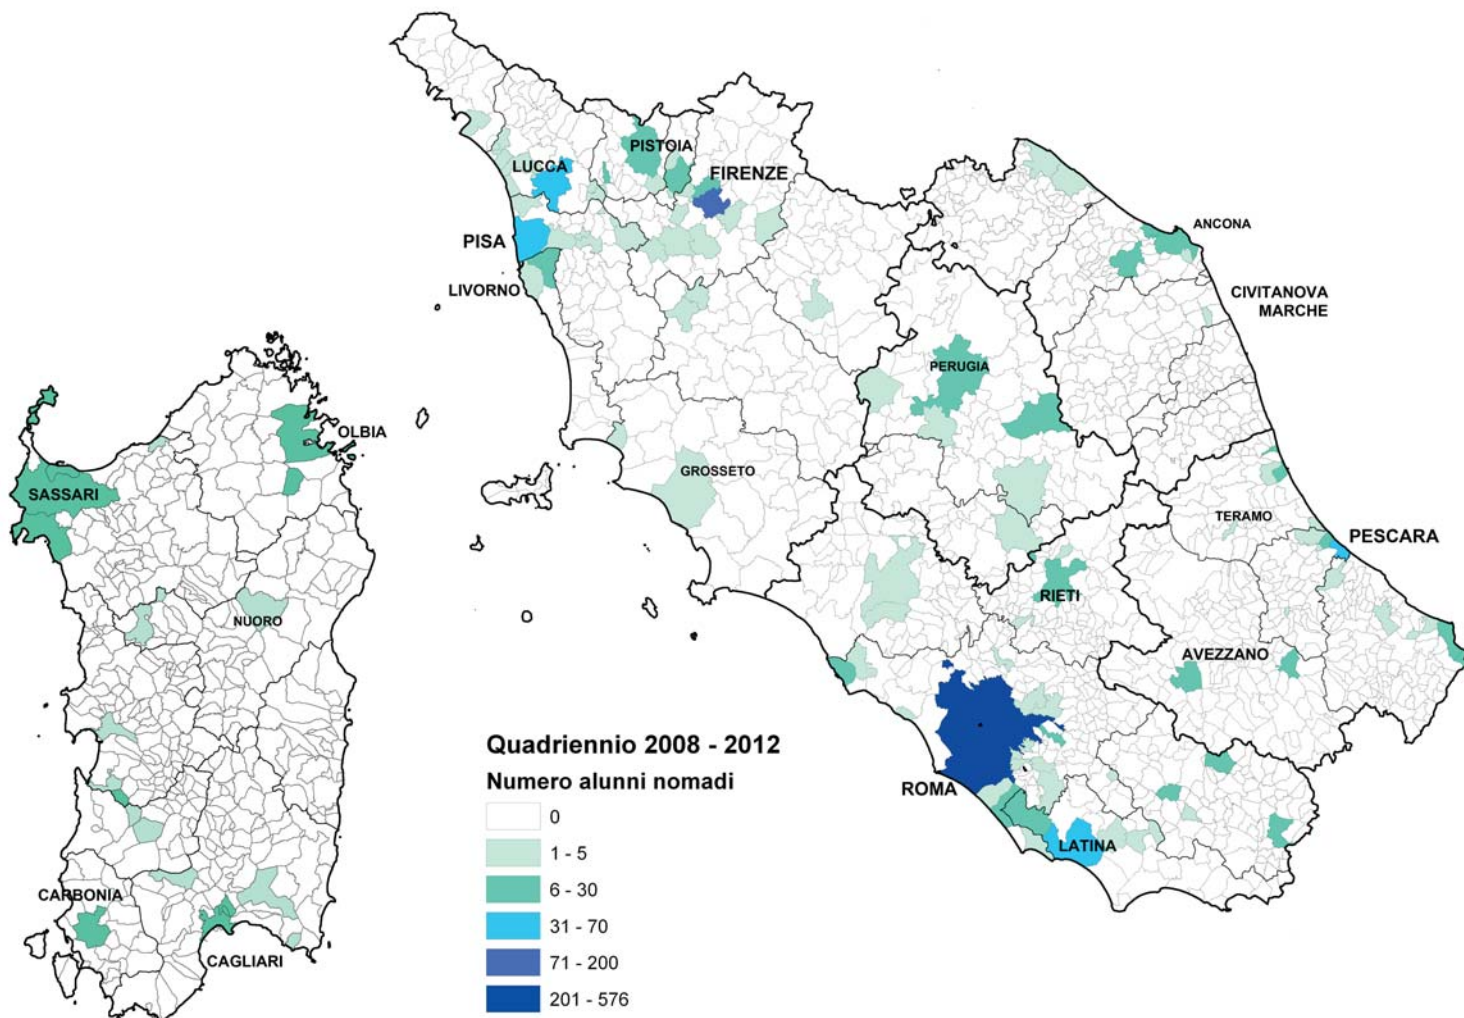 PISTOIA
LUCCA
FIRENZE
PISA
ANCONA
LIVORNO
CIVITANOVA
MARCHE
PERUGIA
OLBIA
GROSSETO
SASSARI
TERAMO
PESCARA
RIETI
NUORO
AVEZZANO
Quadriennio 2008 - 2012
Numero alunni nomadi
ROMA
0
1 - 5
LATINA
6 - 30
CARBONIA
31 - 70
CAGLIARI
71 - 200
201 - 576